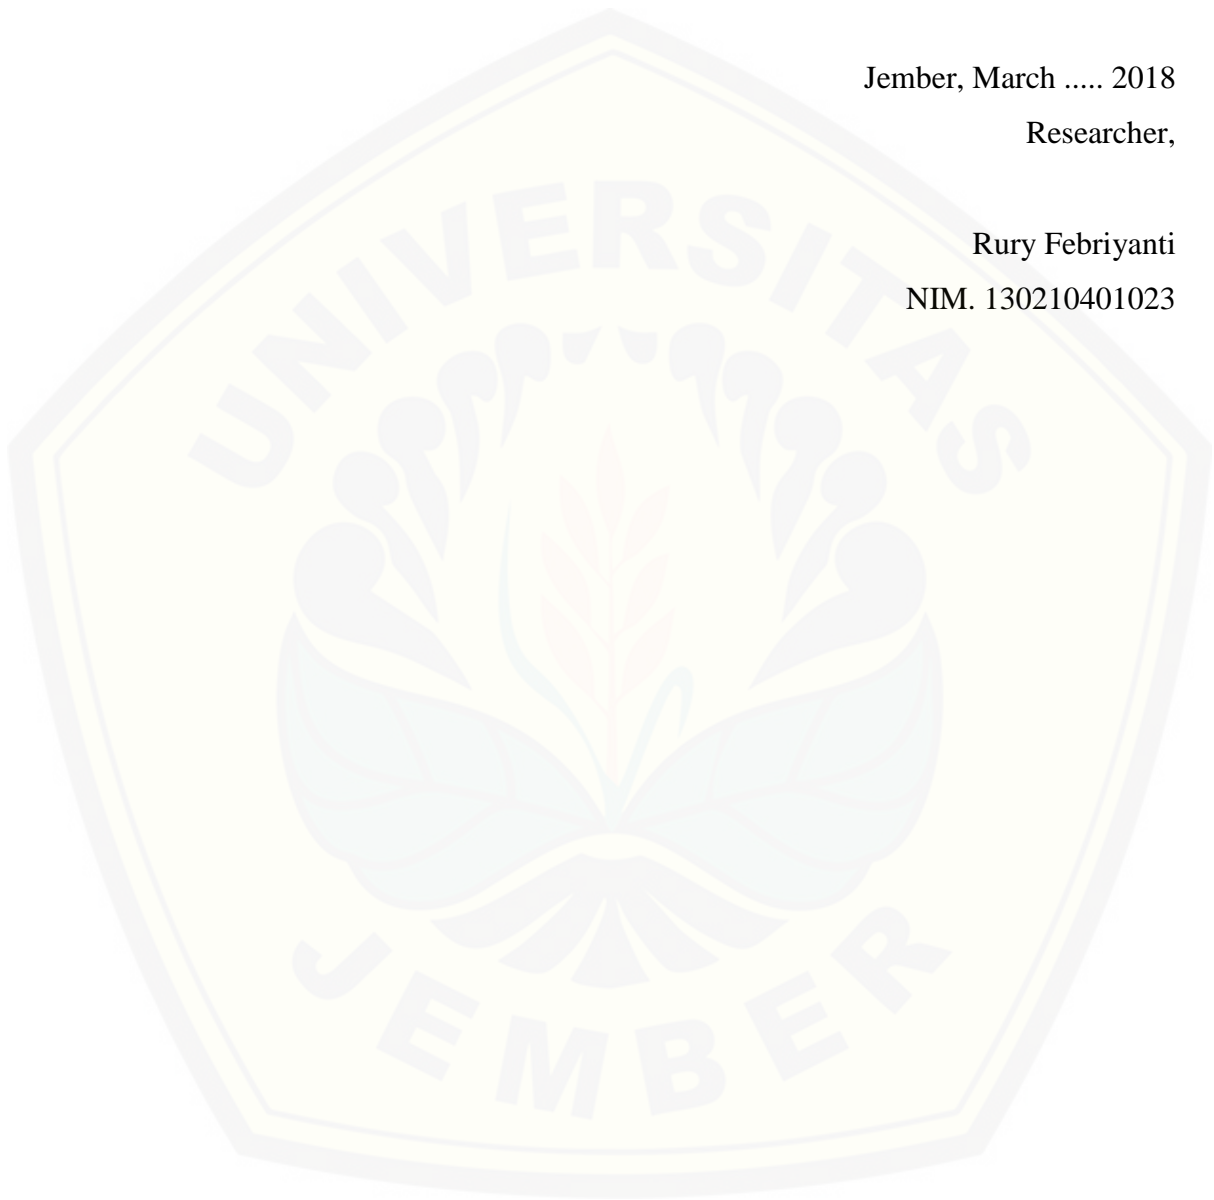 Jember, March ..... 2018
Researcher,
Rury Febriyanti
NIM. 130210401023
UNIVERSITAS
JEMBER